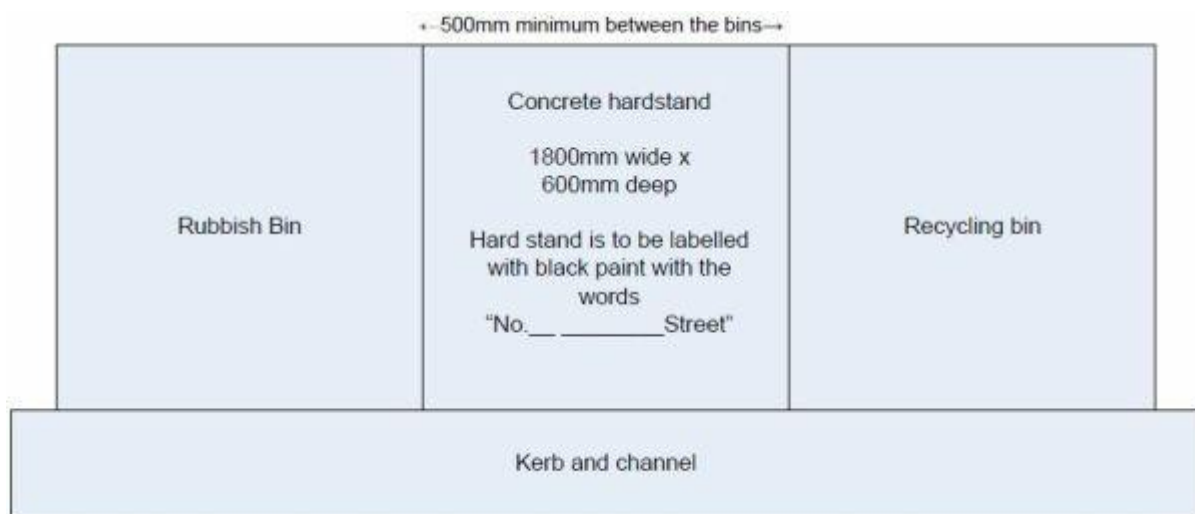 ←500mm minimum between the bins→
Concrete hardstand
1800mm wide x
600mm deep
Rubbish Bin
Recycling bin
Hard stand is to be labelled
with black paint with the
words
“No.__ ________Street”
Kerb and channel